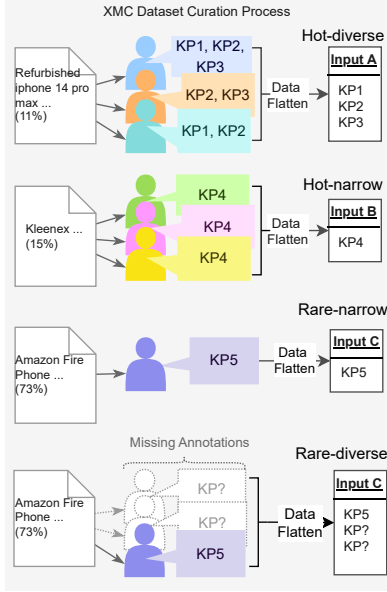 XMC Dataset Curation Process
Hot-diverse
Refurbished
iphone 14 pro
max ...
(11%)
KP1, KP2,
KP3
KP2, KP3
KP1, KP2
Data
Flatten
Input A
KP1
KP2
KP3
Hot-narrow
Kleenex ...
(15%)
KP4
KP4
KP4
Data
Flatten
Input B
KP4
Rare-narrow
Amazon Fire
Phone ...
(73%)
KP5
Data
Flatten
Input C
KP5
Missing Annotations
Rare-diverse
Amazon Fire
Phone ...
(73%)
KP?
KP?
KP5
Data
Flatten
Input C
KP5
KP?
KP?